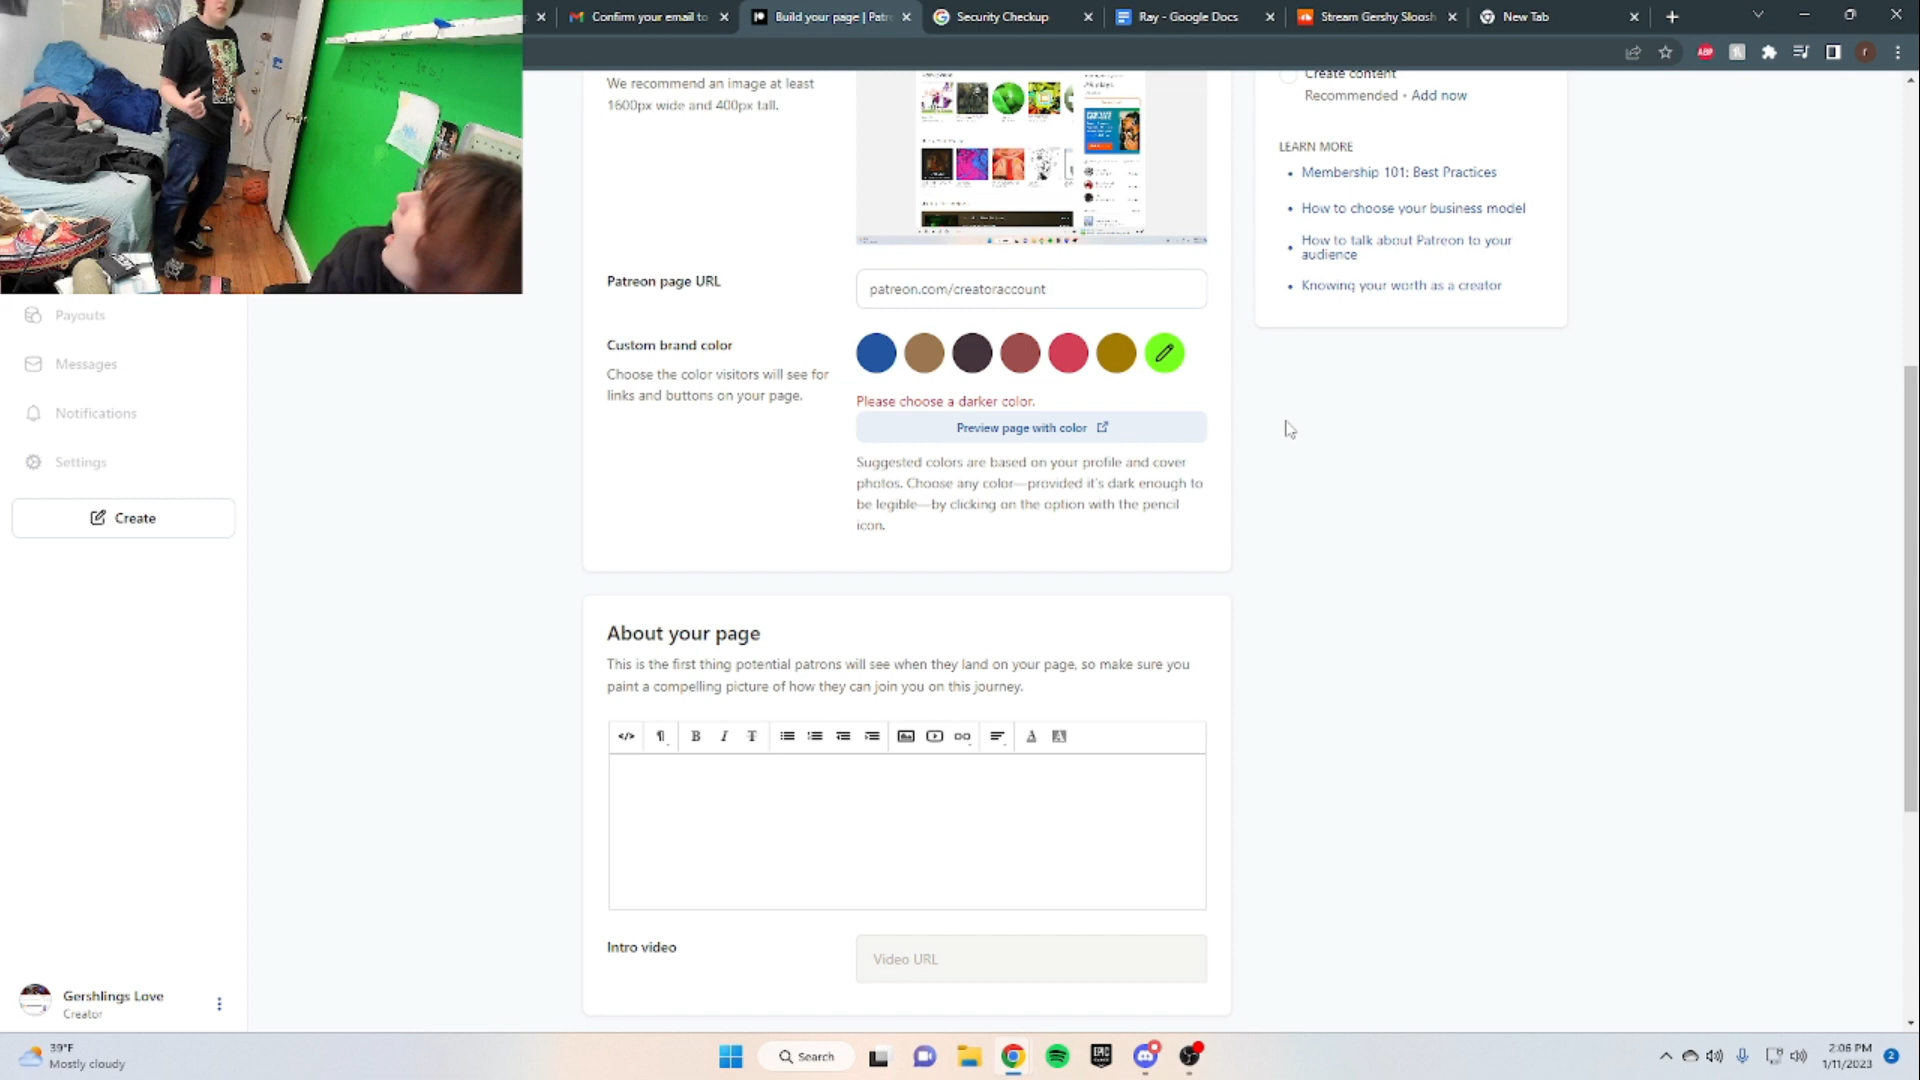 Confirm your email to
Build your page | Patr
Security Checkup
Ray - Google Docs
Stream Gershy Sloosh
New Tab
ABP
r
We recommend an image at least
1600px wide and 400px tall.
Create content
Recommended • Add now
LEARN MORE
• Membership 101: Best Practices
• How to choose your business model
• How to talk about Patreon to your
audience
• Knowing your worth as a creator
Patreon page URL
patreon.com/creatoraccount
Custom brand color
Choose the color visitors will see for
links and buttons on your page.
Please choose a darker color.
Preview page with color
Suggested colors are based on your profile and cover
photos. Choose any color—provided it's dark enough to
be legible—by clicking on the option with the pencil
icon.
Payouts
Messages
Notifications
Settings
Create
About your page
This is the first thing potential patrons will see when they land on your page, so make sure you
paint a compelling picture of how they can join you on this journey.
</> ¶ B I T A A
Intro video
Video URL
Gershlings Love
Creator
39°F
Mostly cloudy
Search
EPIC
GAMES
2:06 PM
1/11/2023
2